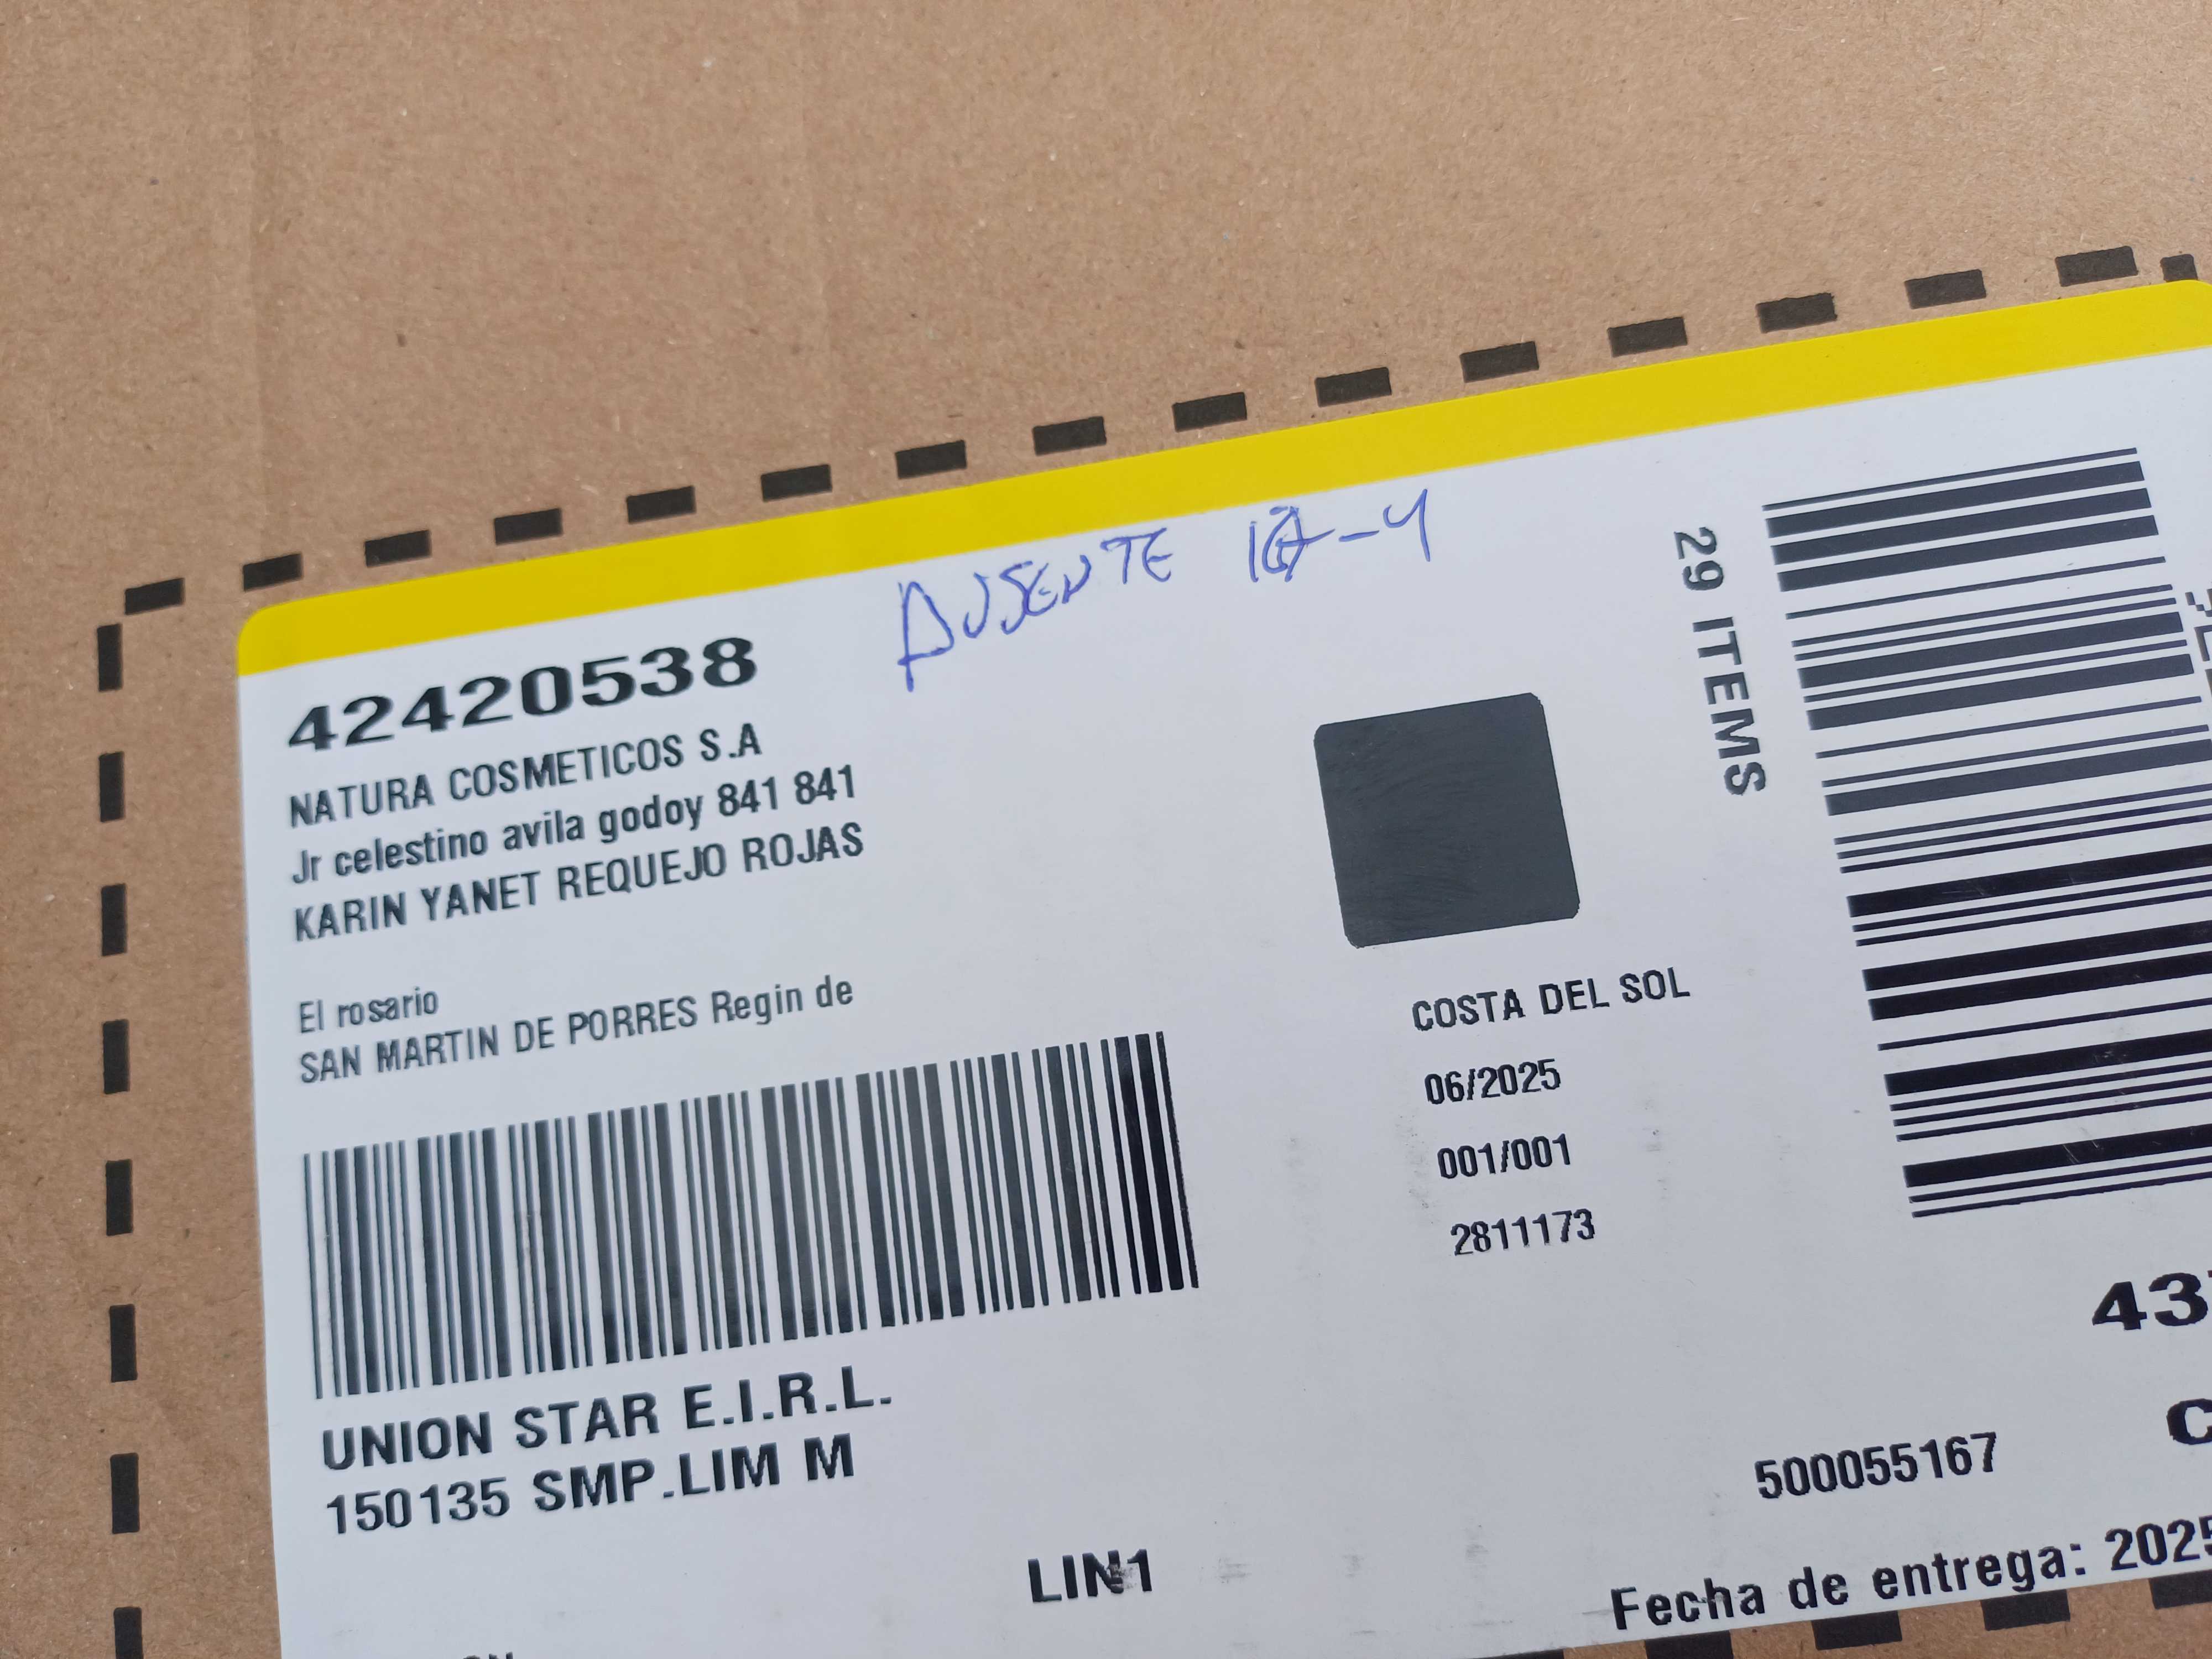 AUSENTE
42420538
NATURA COSMETICOS S.A
Jr celestino avila godoy 841 841
KARIN YANET REQUEJO ROJAS
El rosario
SAN MARTIN DE PORRES Regin de
UNION STAR E.I.R.L.
150135 SMP.LIM M
LIN1
COSTA DEL SOL
06/2025
001/001
2811173
29 ITEMS
43
500055167
Fecha de entrega: 2025